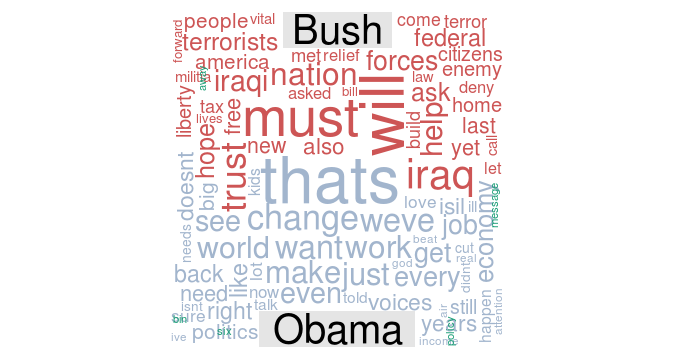 Bush
people vital come terror
forward terrorists federal
america met relief forces citizens
military away iraqi nation law enemy
asked bill ask deny
liberty tax free must will build help home
lives last
hope new also yet call
trust thats iraq let
doesnt big kids love isil ill economy message
see change weve job
needs world want work beat get cut
real
back lot make just god every didnt
need like now even told voices still happen
isnt right talk air attention
Sure bin years
ive politics six income policy
Obama